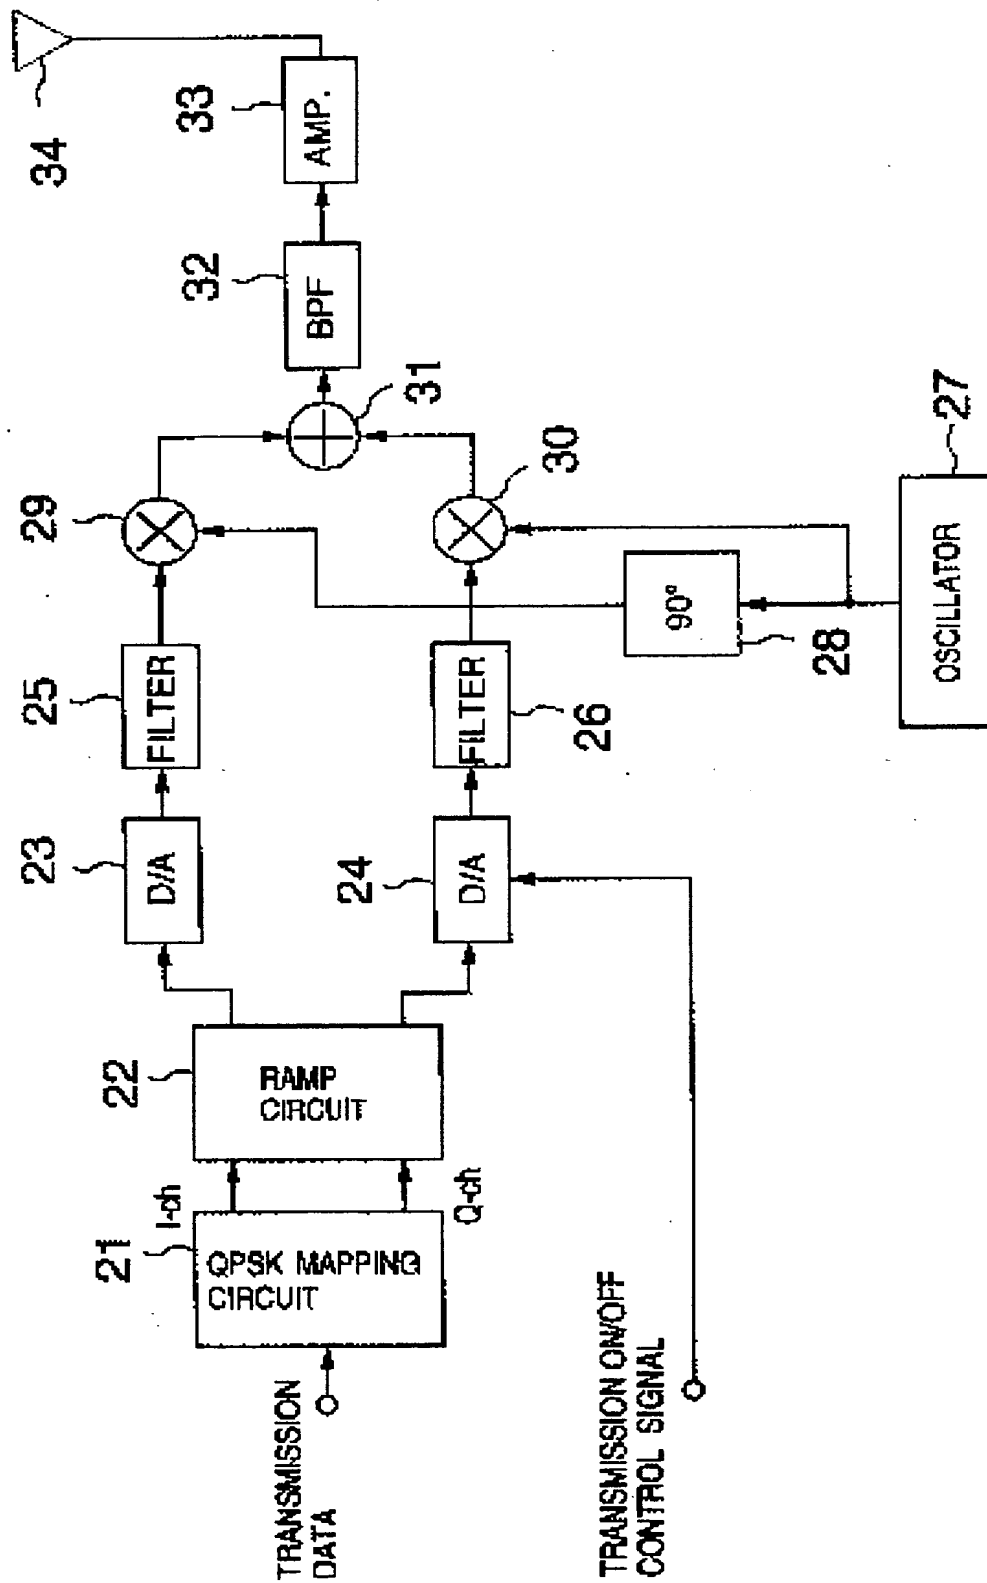 TRANSMISSION
DATA
21
QPSK MAPPING
CIRCUIT
I-ch
Q-ch
22
RAMP
CIRCUIT
23
D/A
24
D/A
25
FILTER
26
FILTER
29
30
31
32
BPF
33
AMP.
34
28
90°
27
OSCILLATOR
TRANSMISSION ON/OFF
CONTROL SIGNAL